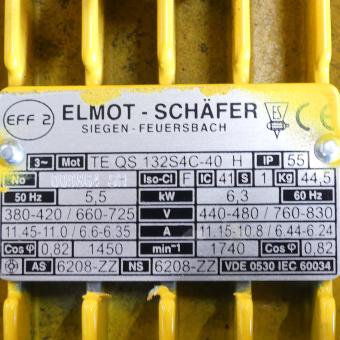 EFF 2
ELMOT - SCHÄFER
SIEGEN - FEUERSBACH
ES
CE
3~ Mot TE QS 132S4C-40 H IP 55
No Iso-Cl F IC 41 S 1 Kg 44,5
50 Hz 5,5 kW 6,3 60 Hz
380-420 / 660-725 V 440-480 / 760-830
11.45-11.0 / 6.6-6.35 A 11.15-10.8 / 6.44-6.24
Cos φ 0,82 1450 min⁻¹ 1740 Cos φ 0,82
AS 6208-ZZ NS 6208-ZZ VDE 0530 IEC 60034